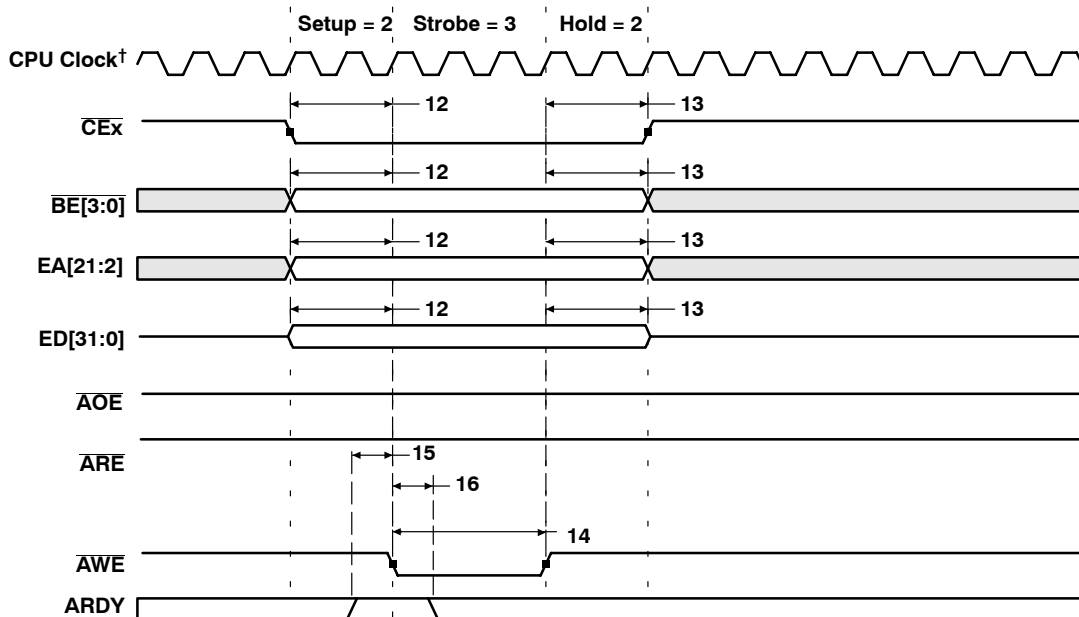 Setup = 2 Strobe = 3 Hold = 2
CPU Clock†
12 13
CEx
12 13
BE[3:0]
12 13
EA[21:2]
12 13
ED[31:0]
AOE
ARE
15
16
14
AWE
ARDY